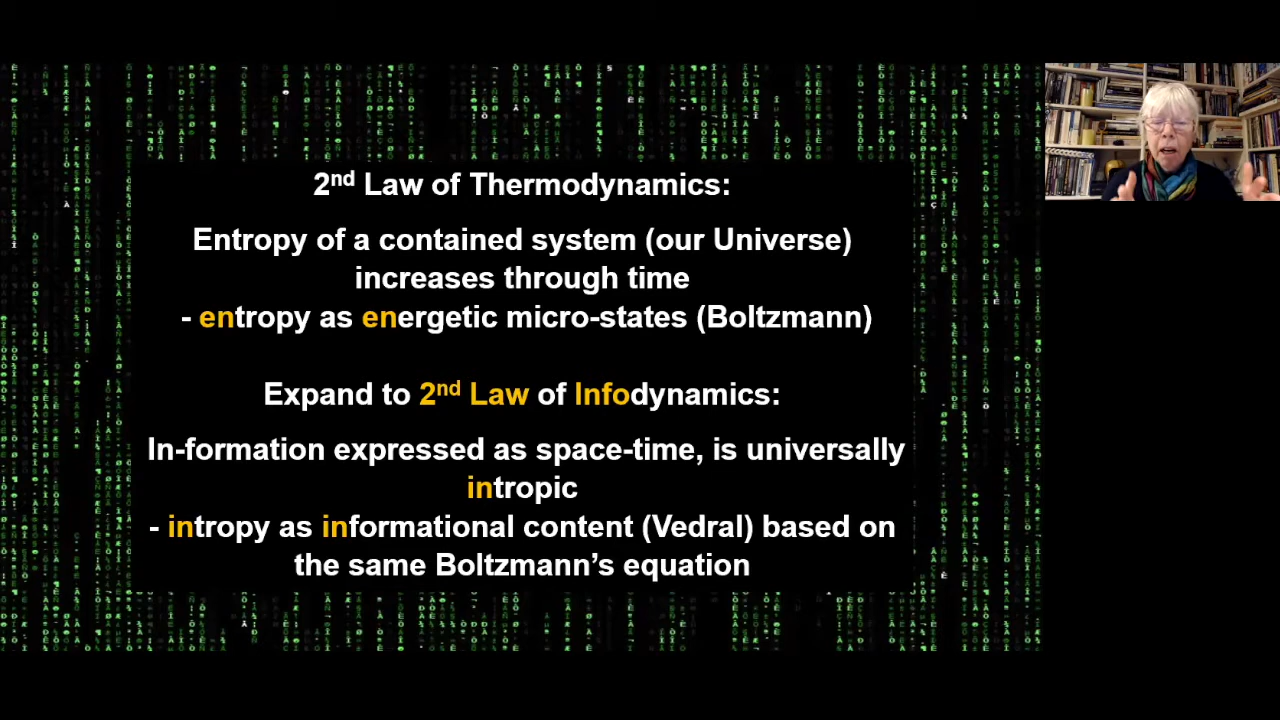 2nd Law of Thermodynamics:
Entropy of a contained system (our Universe)
increases through time
- entropy as energetic micro-states (Boltzmann)
Expand to 2nd Law of Infodynamics:
In-formation expressed as space-time, is universally
intropic
- intropy as informational content (Vedral) based on
the same Boltzmann’s equation